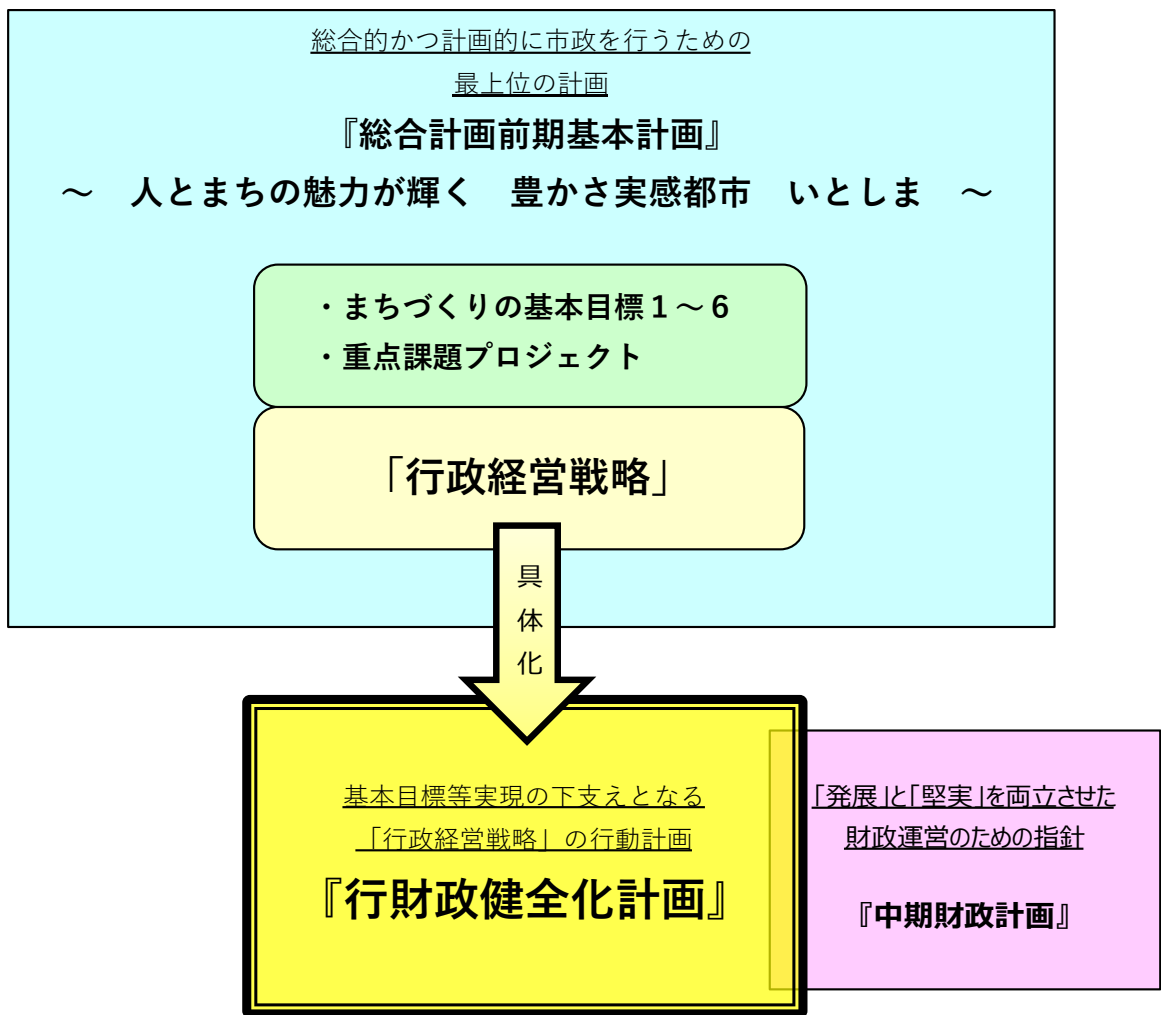 総合的かつ計画的に市政を行うための
最上位の計画
『総合計画前期基本計画』
～　人とまちの魅力が輝く　豊かさ実感都市　いとしま　～
・まちづくりの基本目標１～６
・重点課題プロジェクト
「行政経営戦略」
具
体
化
基本目標等実現の下支えとなる
「行政経営戦略」の行動計画
『行財政健全化計画』
「発展」と「堅実」を両立させた
財政運営のための指針
『中期財政計画』